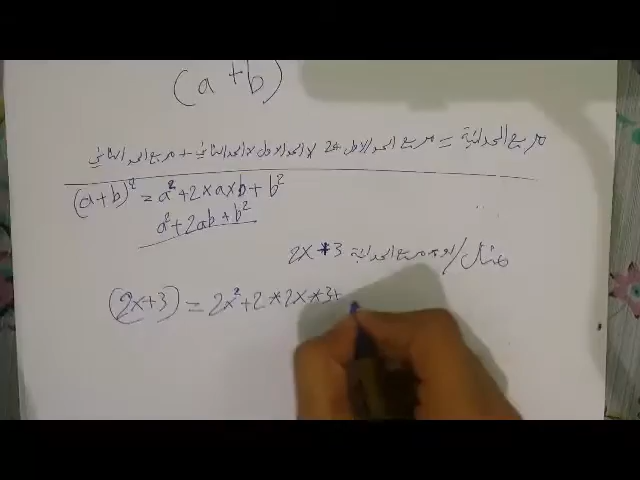 (a+b)
مربع الحدانية = مربع الحد الاول + 2 × الحد الاول × الحد الثاني + مربع الحد الثاني
(a+b)² = a²+2×a×b+b²
a²+2ab+b²
مثال / اوجد مربع الحدانية 2x+3
(2x+3) = 2x²+2*2x*3+